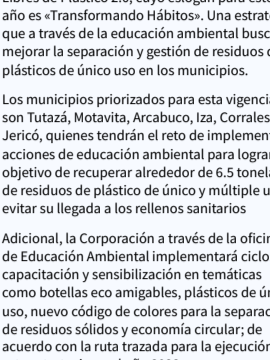 Libres de Plástico 2.0, cuyo eslogan para este
año es «Transformando Hábitos». Una estrate
que a través de la educación ambiental busc
mejorar la separación y gestión de residuos d
plásticos de único uso en los municipios.
Los municipios priorizados para esta vigencia
son Tutazá, Motavita, Arcabuco, Iza, Corrales
Jericó, quienes tendrán el reto de implemen
acciones de educación ambiental para lograr
objetivo de recuperar alrededor de 6.5 tonela
de residuos de plástico de único y múltiple u
evitar su llegada a los rellenos sanitarios
Adicional, la Corporación a través de la oficin
de Educación Ambiental implementará ciclo
capacitación y sensibilización en temáticas
como botellas eco amigables, plásticos de ún
uso, nuevo código de colores para la separac
de residuos sólidos y economía circular; de
acuerdo con la ruta trazada para la ejecución